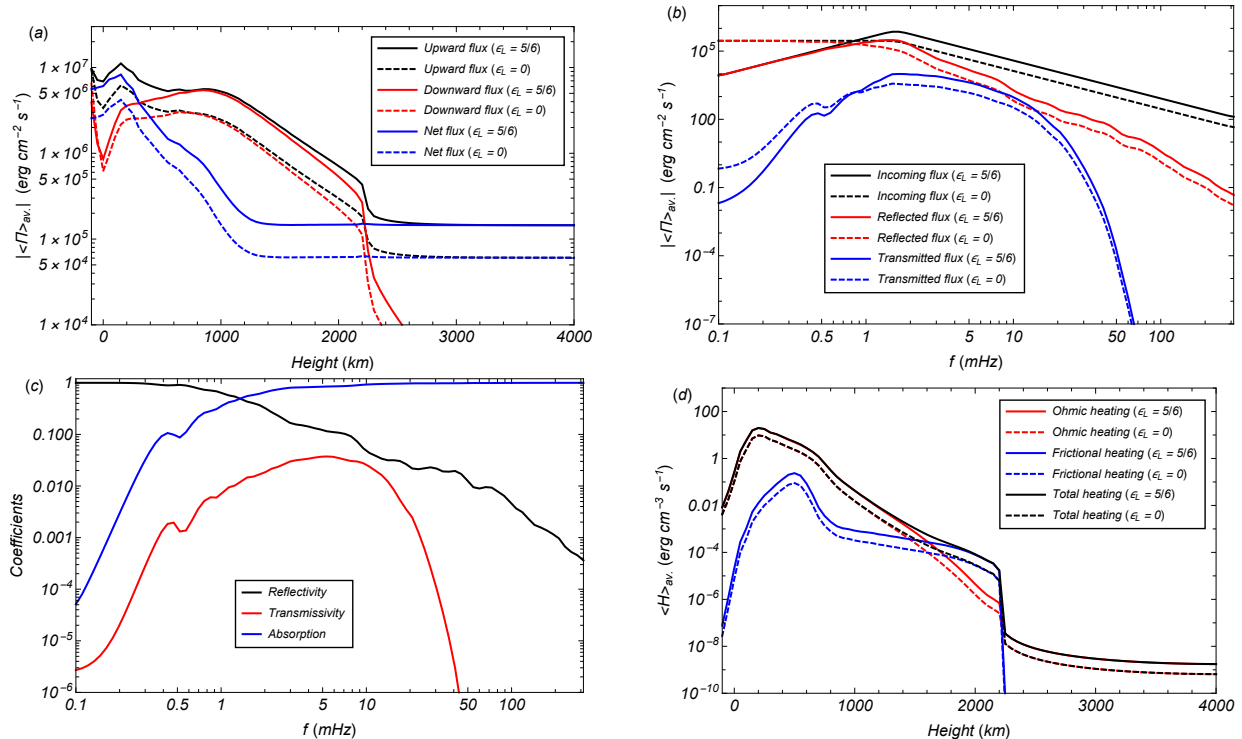 (a)
|<Π>av.| (erg cm⁻² s⁻¹)
1 × 10⁷
5 × 10⁶
1 × 10⁶
5 × 10⁵
1 × 10⁵
5 × 10⁴
1 × 10⁴
0
1000
2000
3000
4000
Height (km)
Upward flux (εL = 5/6)
Upward flux (εL = 0)
Downward flux (εL = 5/6)
Downward flux (εL = 0)
Net flux (εL = 5/6)
Net flux (εL = 0)
(b)
|<Π>av.| (erg cm⁻² s⁻¹)
10⁵
100
0.1
10⁻⁴
10⁻⁷
0.1
0.5
1
5
10
50
100
f (mHz)
Incoming flux (εL = 5/6)
Incoming flux (εL = 0)
Reflected flux (εL = 5/6)
Reflected flux (εL = 0)
Transmitted flux (εL = 5/6)
Transmitted flux (εL = 0)
(c)
Coefficients
1
0.100
0.010
0.001
10⁻⁴
10⁻⁵
10⁻⁶
0.1
0.5
1
5
10
50
100
f (mHz)
Reflectivity
Transmissivity
Absorption
(d)
<H>av. (erg cm⁻³ s⁻¹)
100
1
0.01
10⁻⁴
10⁻⁶
10⁻⁸
10⁻¹⁰
0
1000
2000
3000
4000
Height (km)
Ohmic heating (εL = 5/6)
Ohmic heating (εL = 0)
Frictional heating (εL = 5/6)
Frictional heating (εL = 0)
Total heating (εL = 5/6)
Total heating (εL = 0)